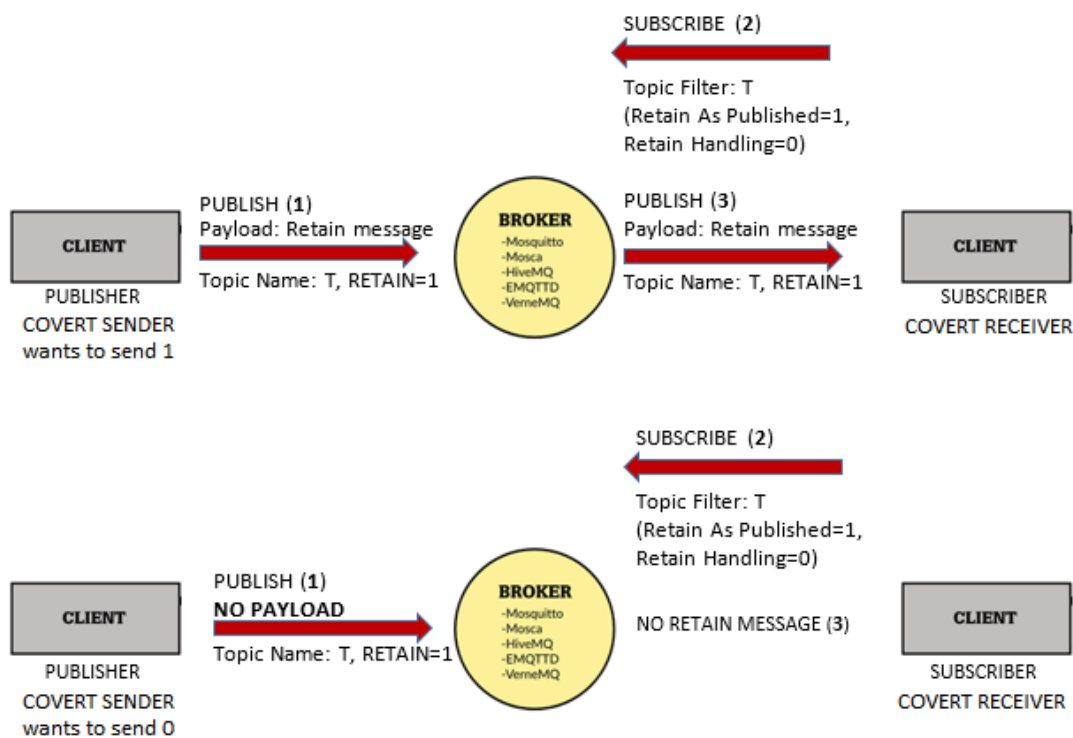 SUBSCRIBE (2)
Topic Filter: T
(Retain As Published=1,
Retain Handling=0)
CLIENT
PUBLISHER
COVERT SENDER
wants to send 1
PUBLISH (1)
Payload: Retain message
Topic Name: T, RETAIN=1
BROKER
-Mosquitto
-Mosca
-HiveMQ
-EMQTTD
-VerneMQ
PUBLISH (3)
Payload: Retain message
Topic Name: T, RETAIN=1
CLIENT
SUBSCRIBER
COVERT RECEIVER
SUBSCRIBE (2)
Topic Filter: T
(Retain As Published=1,
Retain Handling=0)
CLIENT
PUBLISHER
COVERT SENDER
wants to send 0
PUBLISH (1)
NO PAYLOAD
Topic Name: T, RETAIN=1
BROKER
-Mosquitto
-Mosca
-HiveMQ
-EMQTTD
-VerneMQ
NO RETAIN MESSAGE (3)
CLIENT
SUBSCRIBER
COVERT RECEIVER